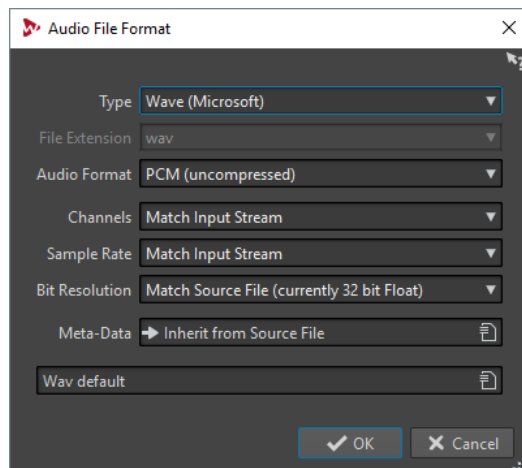 Audio File Format
Type Wave (Microsoft)
File Extension wav
Audio Format PCM (uncompressed)
Channels Match Input Stream
Sample Rate Match Input Stream
Bit Resolution Match Source File (currently 32 bit Float)
Meta-Data Inherit from Source File
Wav default
OK Cancel